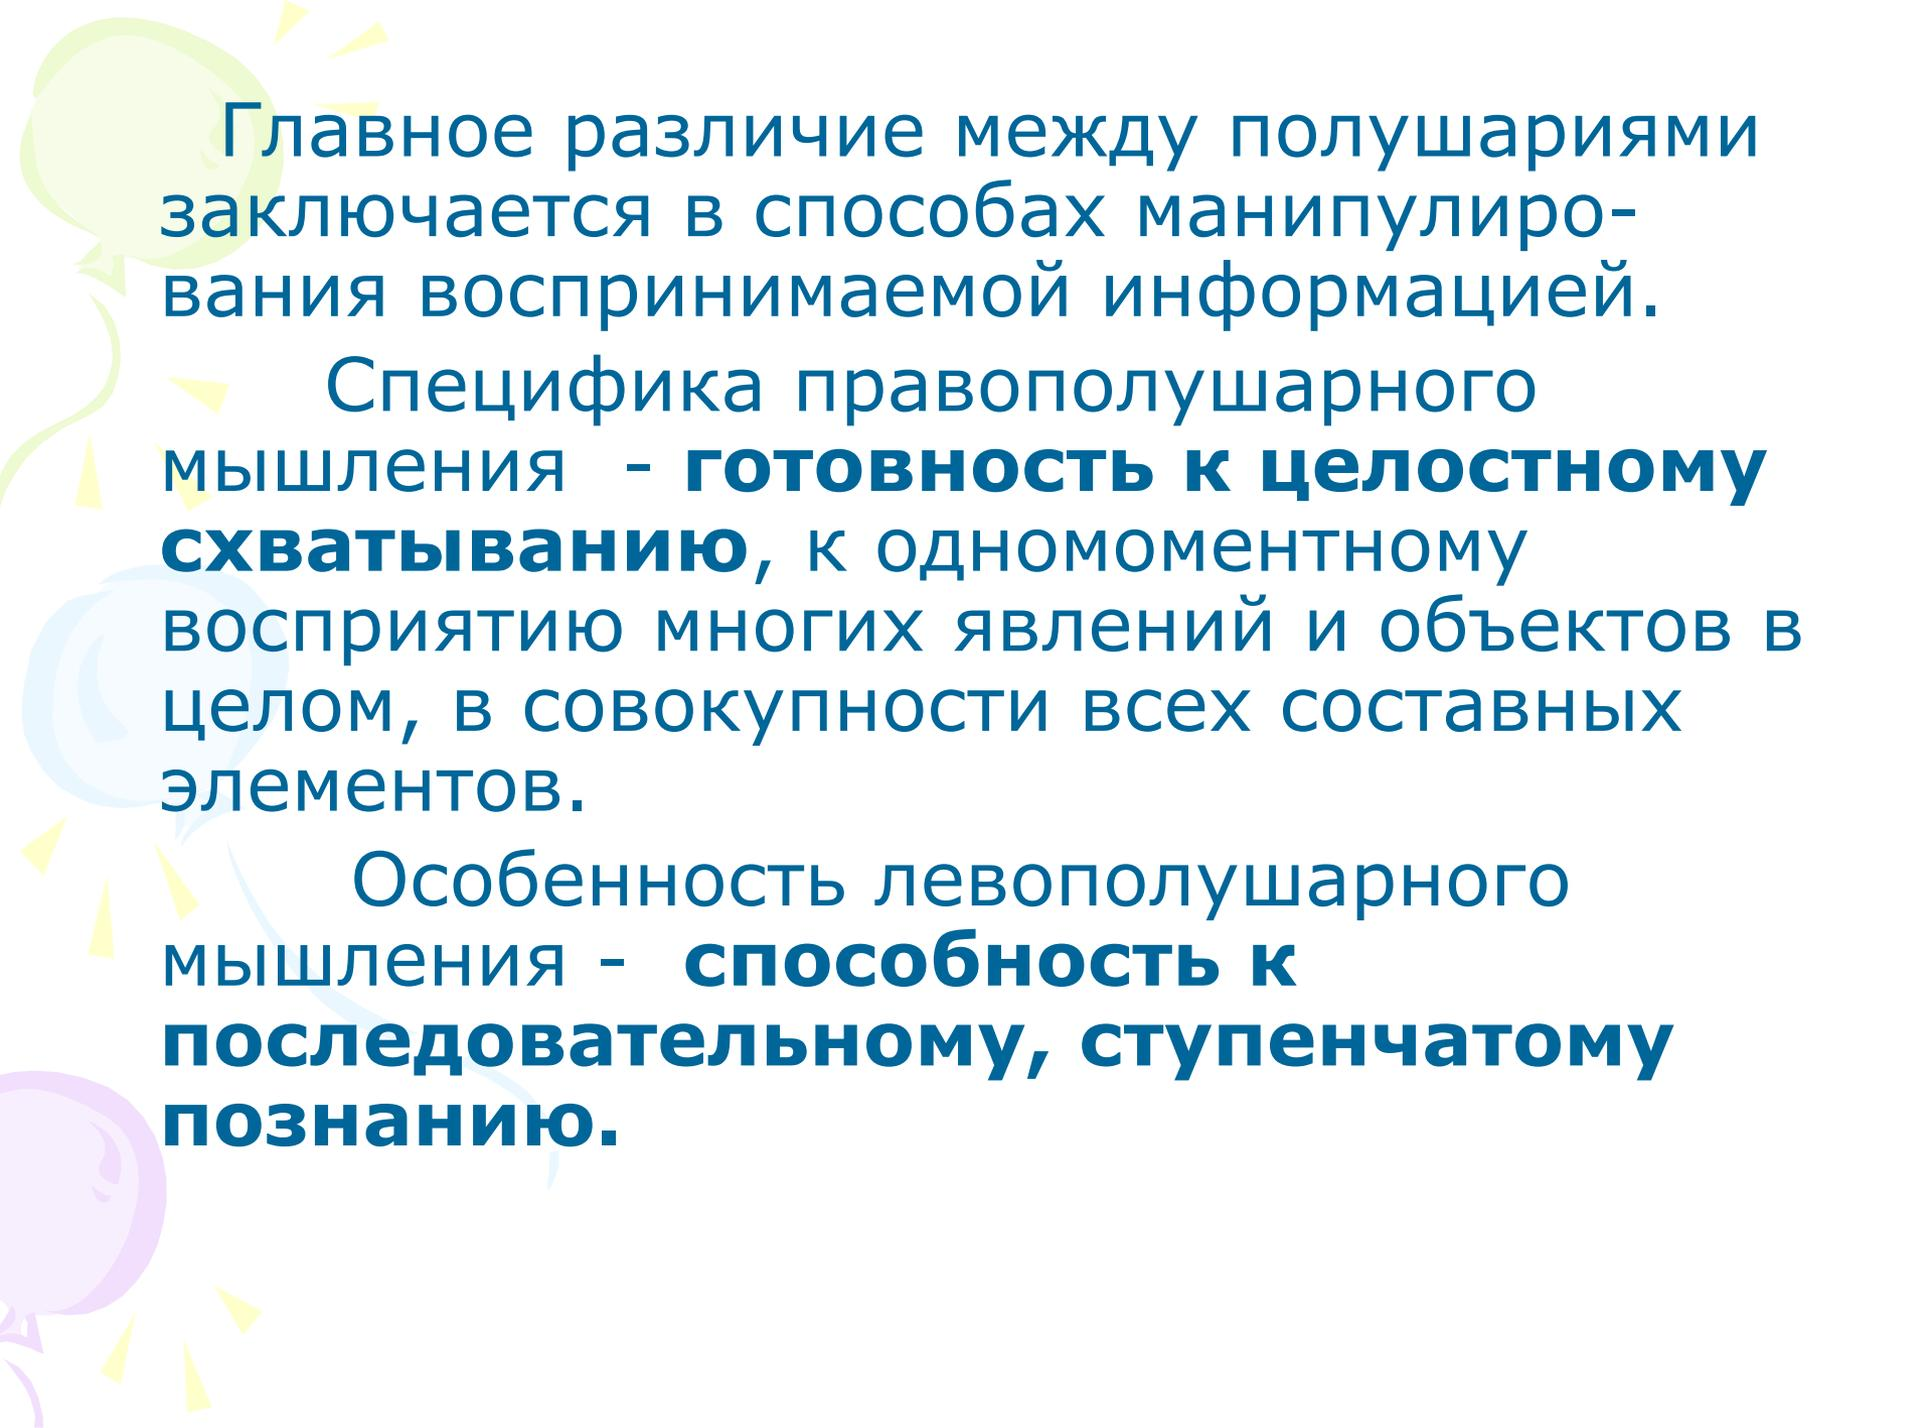 Главное различие между полушариями
заключается в способах манипулиро-
вания воспринимаемой информацией.
Специфика правополушарного
мышления  - готовность к целостному
схватыванию, к одномоментному
восприятию многих явлений и объектов в
целом, в совокупности всех составных
элементов.
Особенность левополушарного
мышления -  способность к
последовательному, ступенчатому
познанию.